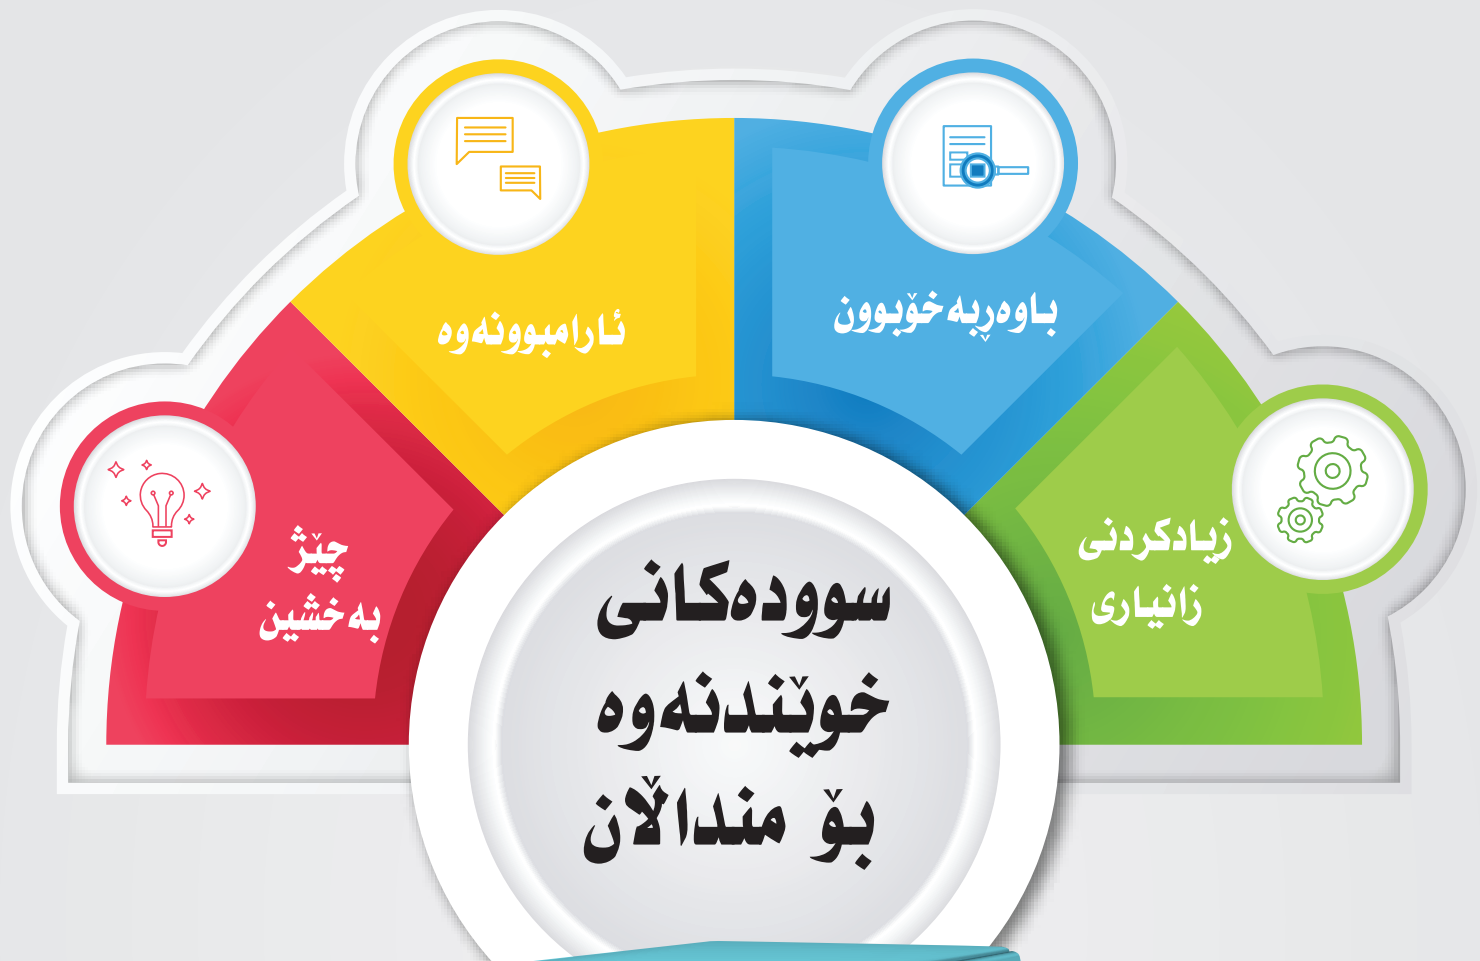 سوودەکانی
خوێندنەوە
بۆ منداڵان
زیادکردنی
زانیاری
باوەڕبەخۆبوون
ئارامبوونەوە
چێژ
بەخشین